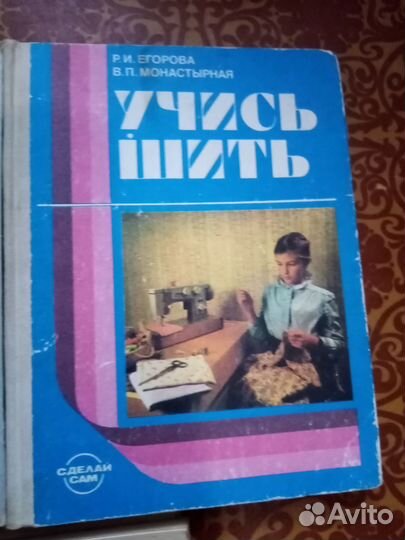 Р.И. ЕГОРОВА
В.П. МОНАСТЫРНАЯ
УЧИСЬ
ШИТЬ
СДЕЛАЙ
САМ
Avito